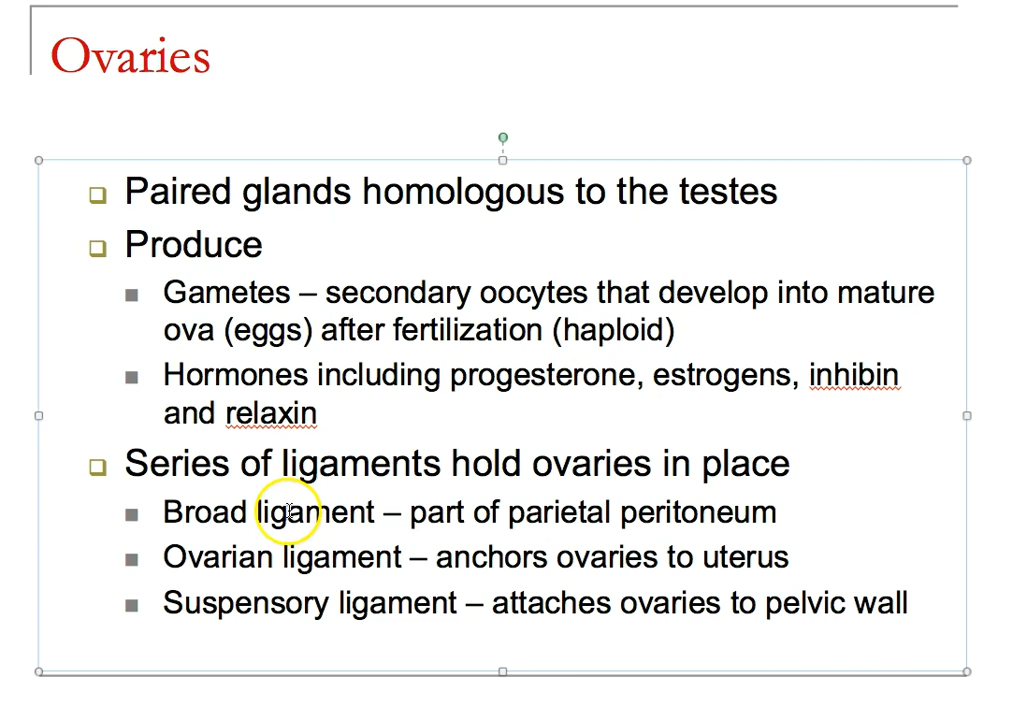 Ovaries
Paired glands homologous to the testes
Produce
Gametes – secondary oocytes that develop into mature
ova (eggs) after fertilization (haploid)
Hormones including progesterone, estrogens, inhibin
and relaxin
Series of ligaments hold ovaries in place
Broad ligament – part of parietal peritoneum
Ovarian ligament – anchors ovaries to uterus
Suspensory ligament – attaches ovaries to pelvic wall